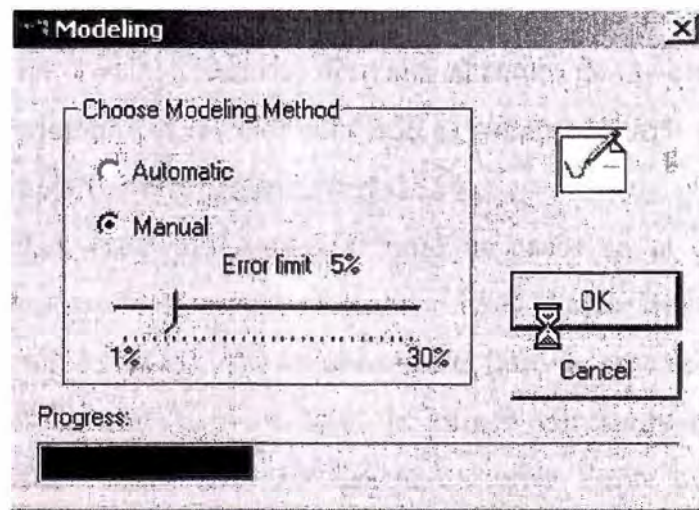 Modeling
Choose Modeling Method
Automatic
Manual
Error limit 5%
1% 30%
OK
Cancel
Progress: